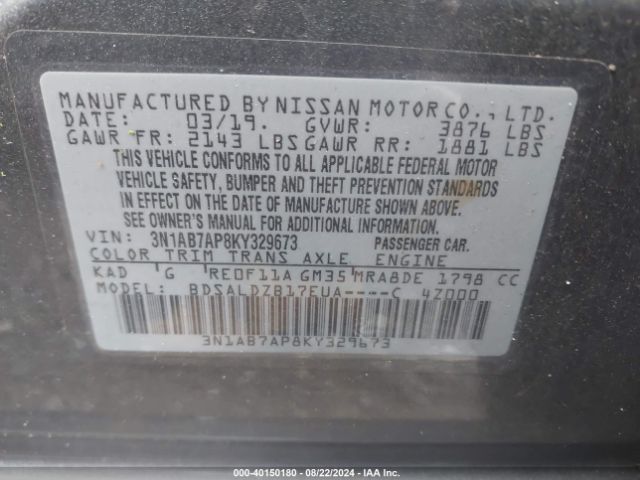 MANUFACTURED BY NISSAN MOTOR CO., LTD.
DATE: 03/19. GVWR: 3876 LBS
GAWR FR: 2143 LBS GAWR RR: 1881 LBS
THIS VEHICLE CONFORMS TO ALL APPLICABLE FEDERAL MOTOR
VEHICLE SAFETY, BUMPER AND THEFT PREVENTION STANDARDS
IN EFFECT ON THE DATE OF MANUFACTURE SHOWN ABOVE.
SEE OWNER'S MANUAL FOR ADDITIONAL INFORMATION.
VIN: 3N1AB7AP8KY329673 PASSENGER CAR.
COLOR TRIM TRANS AXLE ENGINE
KAD G RE0F11A GM35 MRA8DE 1798 CC
MODEL: BDSALDZB17EUA----C 4Z000
3N1AB7AP8KY329673
000-40150180 - 08/22/2024 - IAA Inc.